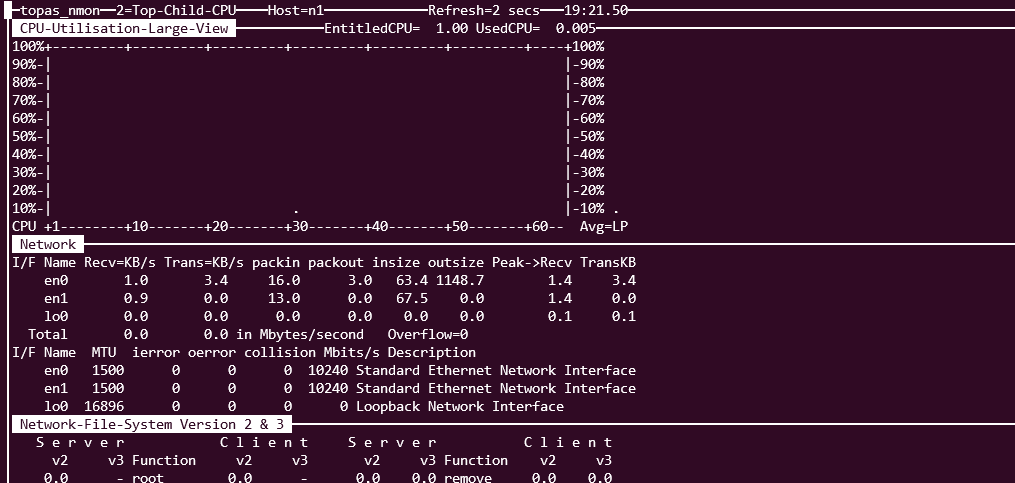 topas_nmon──2=Top-Child-CPU────Host=n1─────────────Refresh=2 secs───19:21.50
CPU-Utilisation-Large-View ───────────EntitledCPU=  1.00 UsedCPU=  0.005
100%+---------+---------+---------+---------+---------+---------+----+100%
90%-|                                                                 |-90%
80%-|                                                                 |-80%
70%-|                                                                 |-70%
60%-|                                                                 |-60%
50%-|                                                                 |-50%
40%-|                                                                 |-40%
30%-|                                                                 |-30%
20%-|                                                                 |-20%
10%-|                              .                                  |-10% .
CPU +1--------+10-------+20-------+30-------+40-------+50-------+60--  Avg=LP
Network
I/F Name Recv=KB/s Trans=KB/s packin packout insize outsize Peak->Recv TransKB
en0      1.0       3.4     16.0      3.0   63.4 1148.7        1.4     3.4
en1      0.9       0.0     13.0      0.0   67.5    0.0        1.4     0.0
lo0      0.0       0.0      0.0      0.0    0.0    0.0        0.1     0.1
Total       0.0       0.0 in Mbytes/second   Overflow=0
I/F Name  MTU  ierror oerror collision Mbits/s Description
en0  1500      0      0      0  10240 Standard Ethernet Network Interface
en1  1500      0      0      0  10240 Standard Ethernet Network Interface
lo0 16896      0      0      0      0 Loopback Network Interface
Network-File-System Version 2 & 3
S e r v e r            C l i e n t     S e r v e r           C l i e n t
v2     v3 Function     v2     v3       v2     v3 Function    v2     v3
0.0      - root        0.0      -      0.0    0.0 remove     0.0    0.0